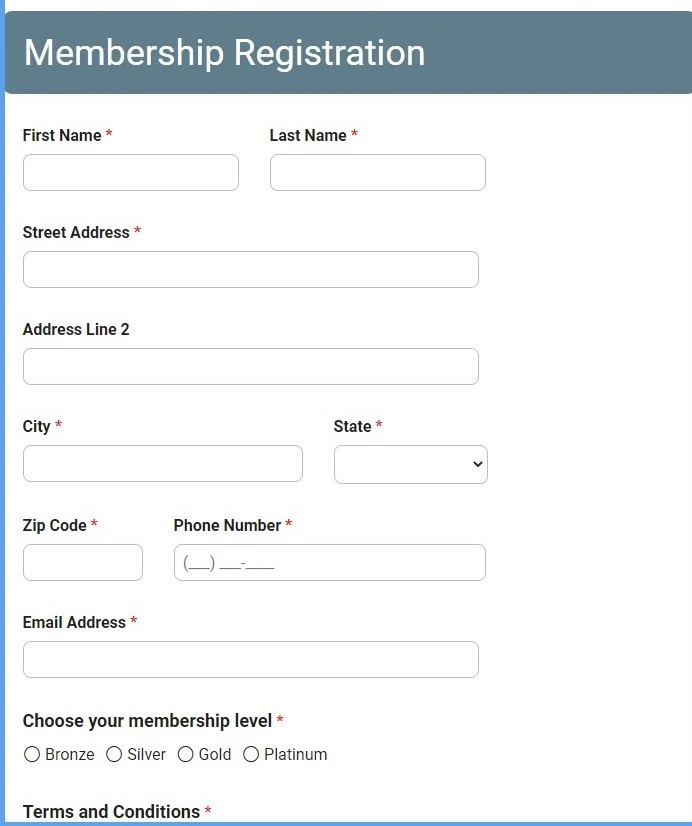 Membership Registration
First Name * Last Name *
Street Address *
Address Line 2
City * State *
Zip Code * Phone Number *
(___) ___-____
Email Address *
Choose your membership level *
Bronze Silver Gold Platinum
Terms and Conditions *